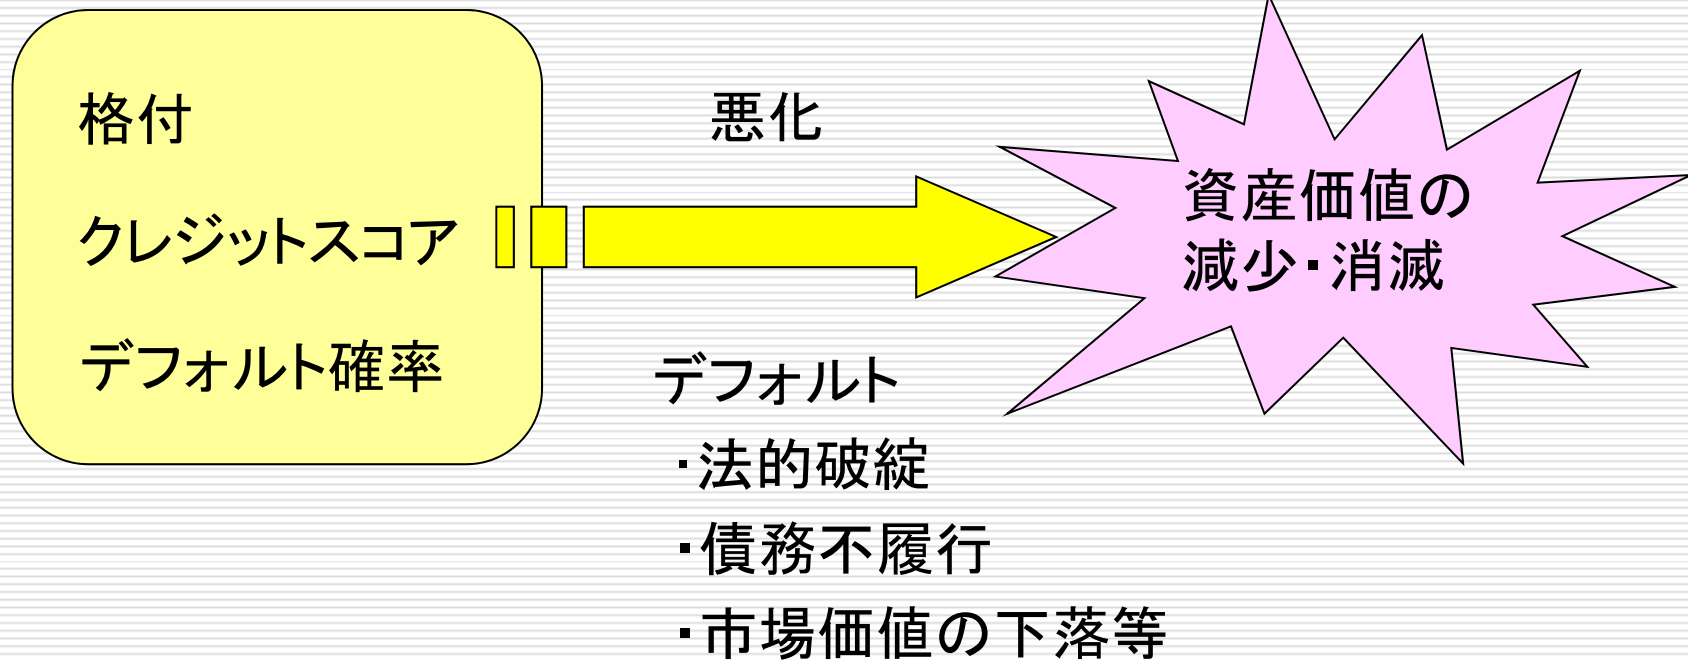 格付
クレジットスコア
デフォルト確率
悪化
デフォルト
・法的破綻
・債務不履行
・市場価値の下落等
資産価値の
減少・消滅